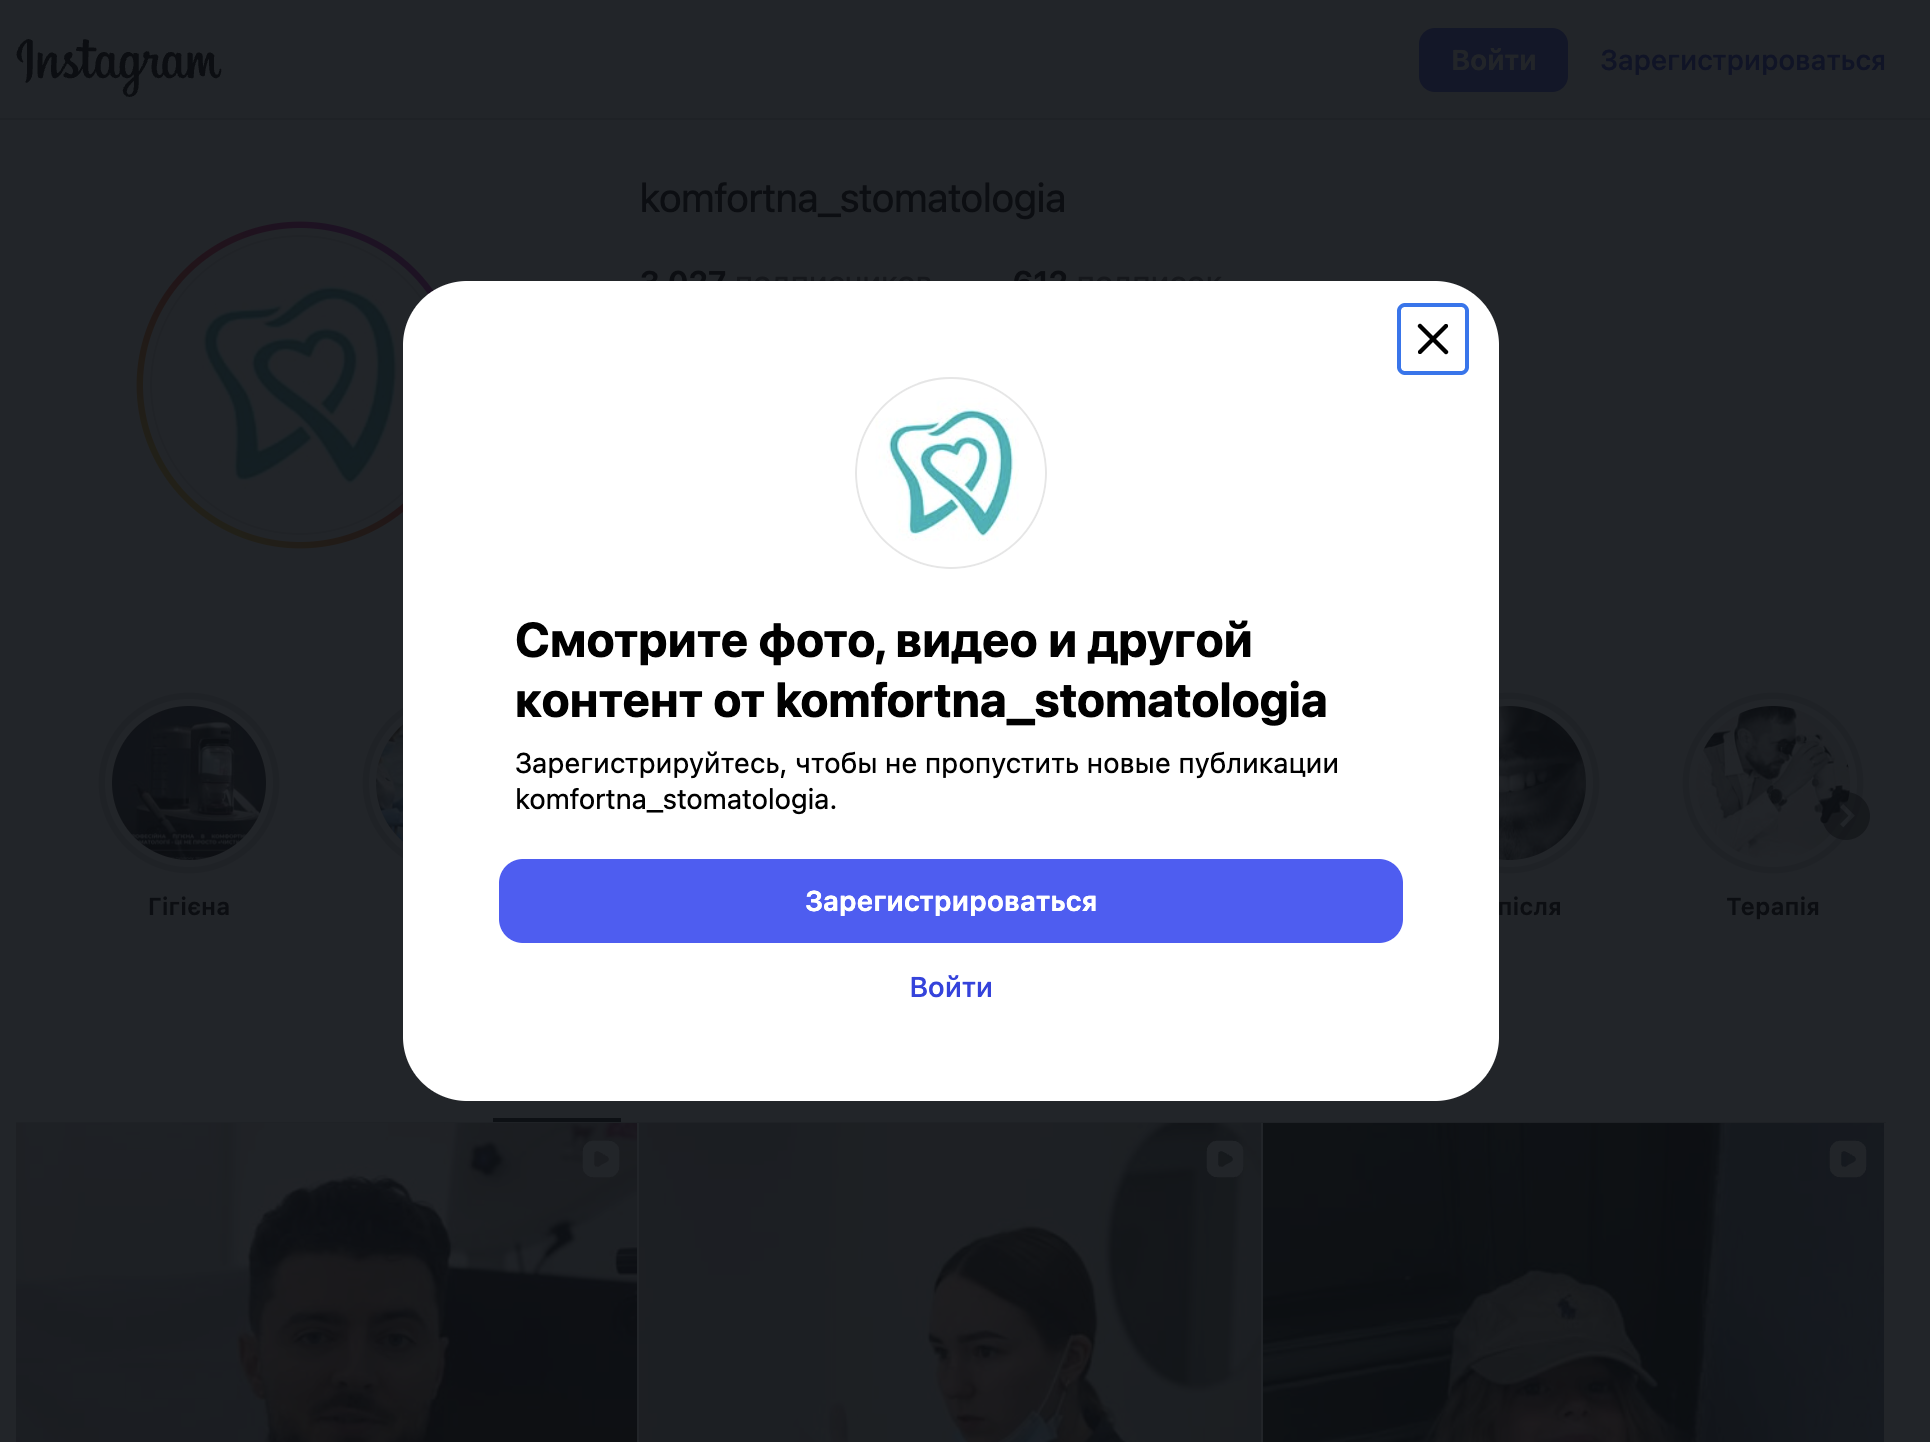 Instagram
Войти
Зарегистрироваться
komfortna_stomatologia
Смотрите фото, видео и другой
контент от komfortna_stomatologia
Зарегистрируйтесь, чтобы не пропустить новые публикации
komfortna_stomatologia.
Зарегистрироваться
Войти
Гігієна
після
Терапія